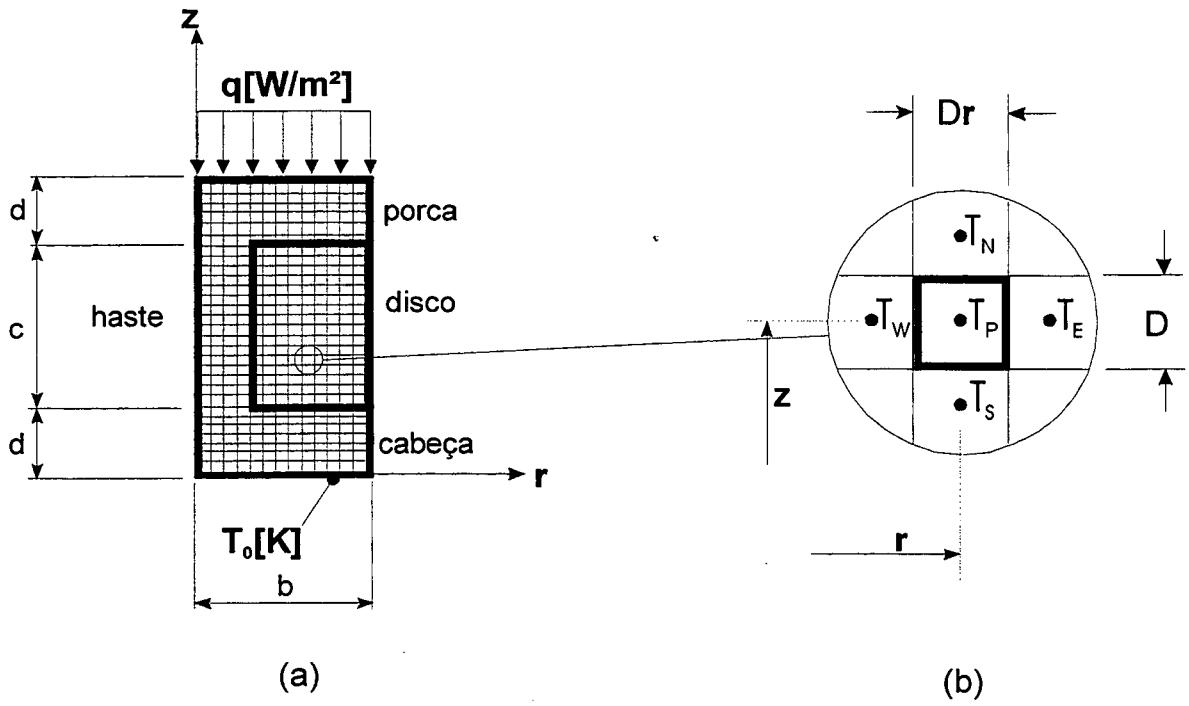 z
q[W/m²]
d
porca
haste
c
disco
d
cabeça
r
T₀[K]
b
(a)
Dr
T_N
T_W
T_P
T_E
D
T_S
z
r
(b)